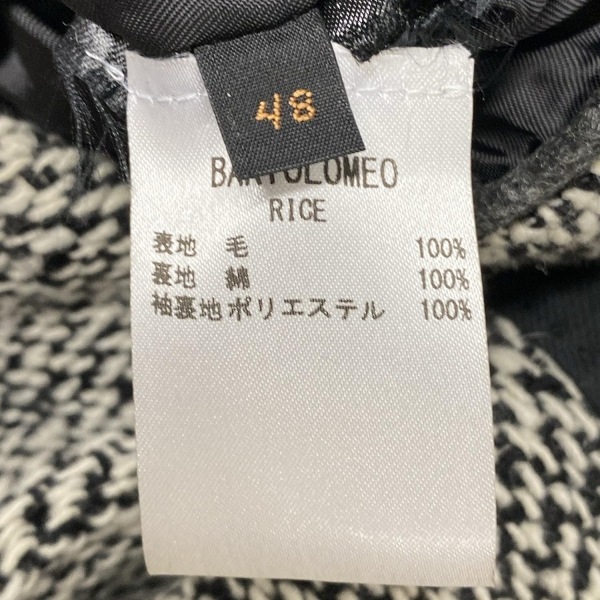 48
BARTOLOMEO
RICE
表地 毛 100%
裏地 綿 100%
袖裏地ポリエステル 100%